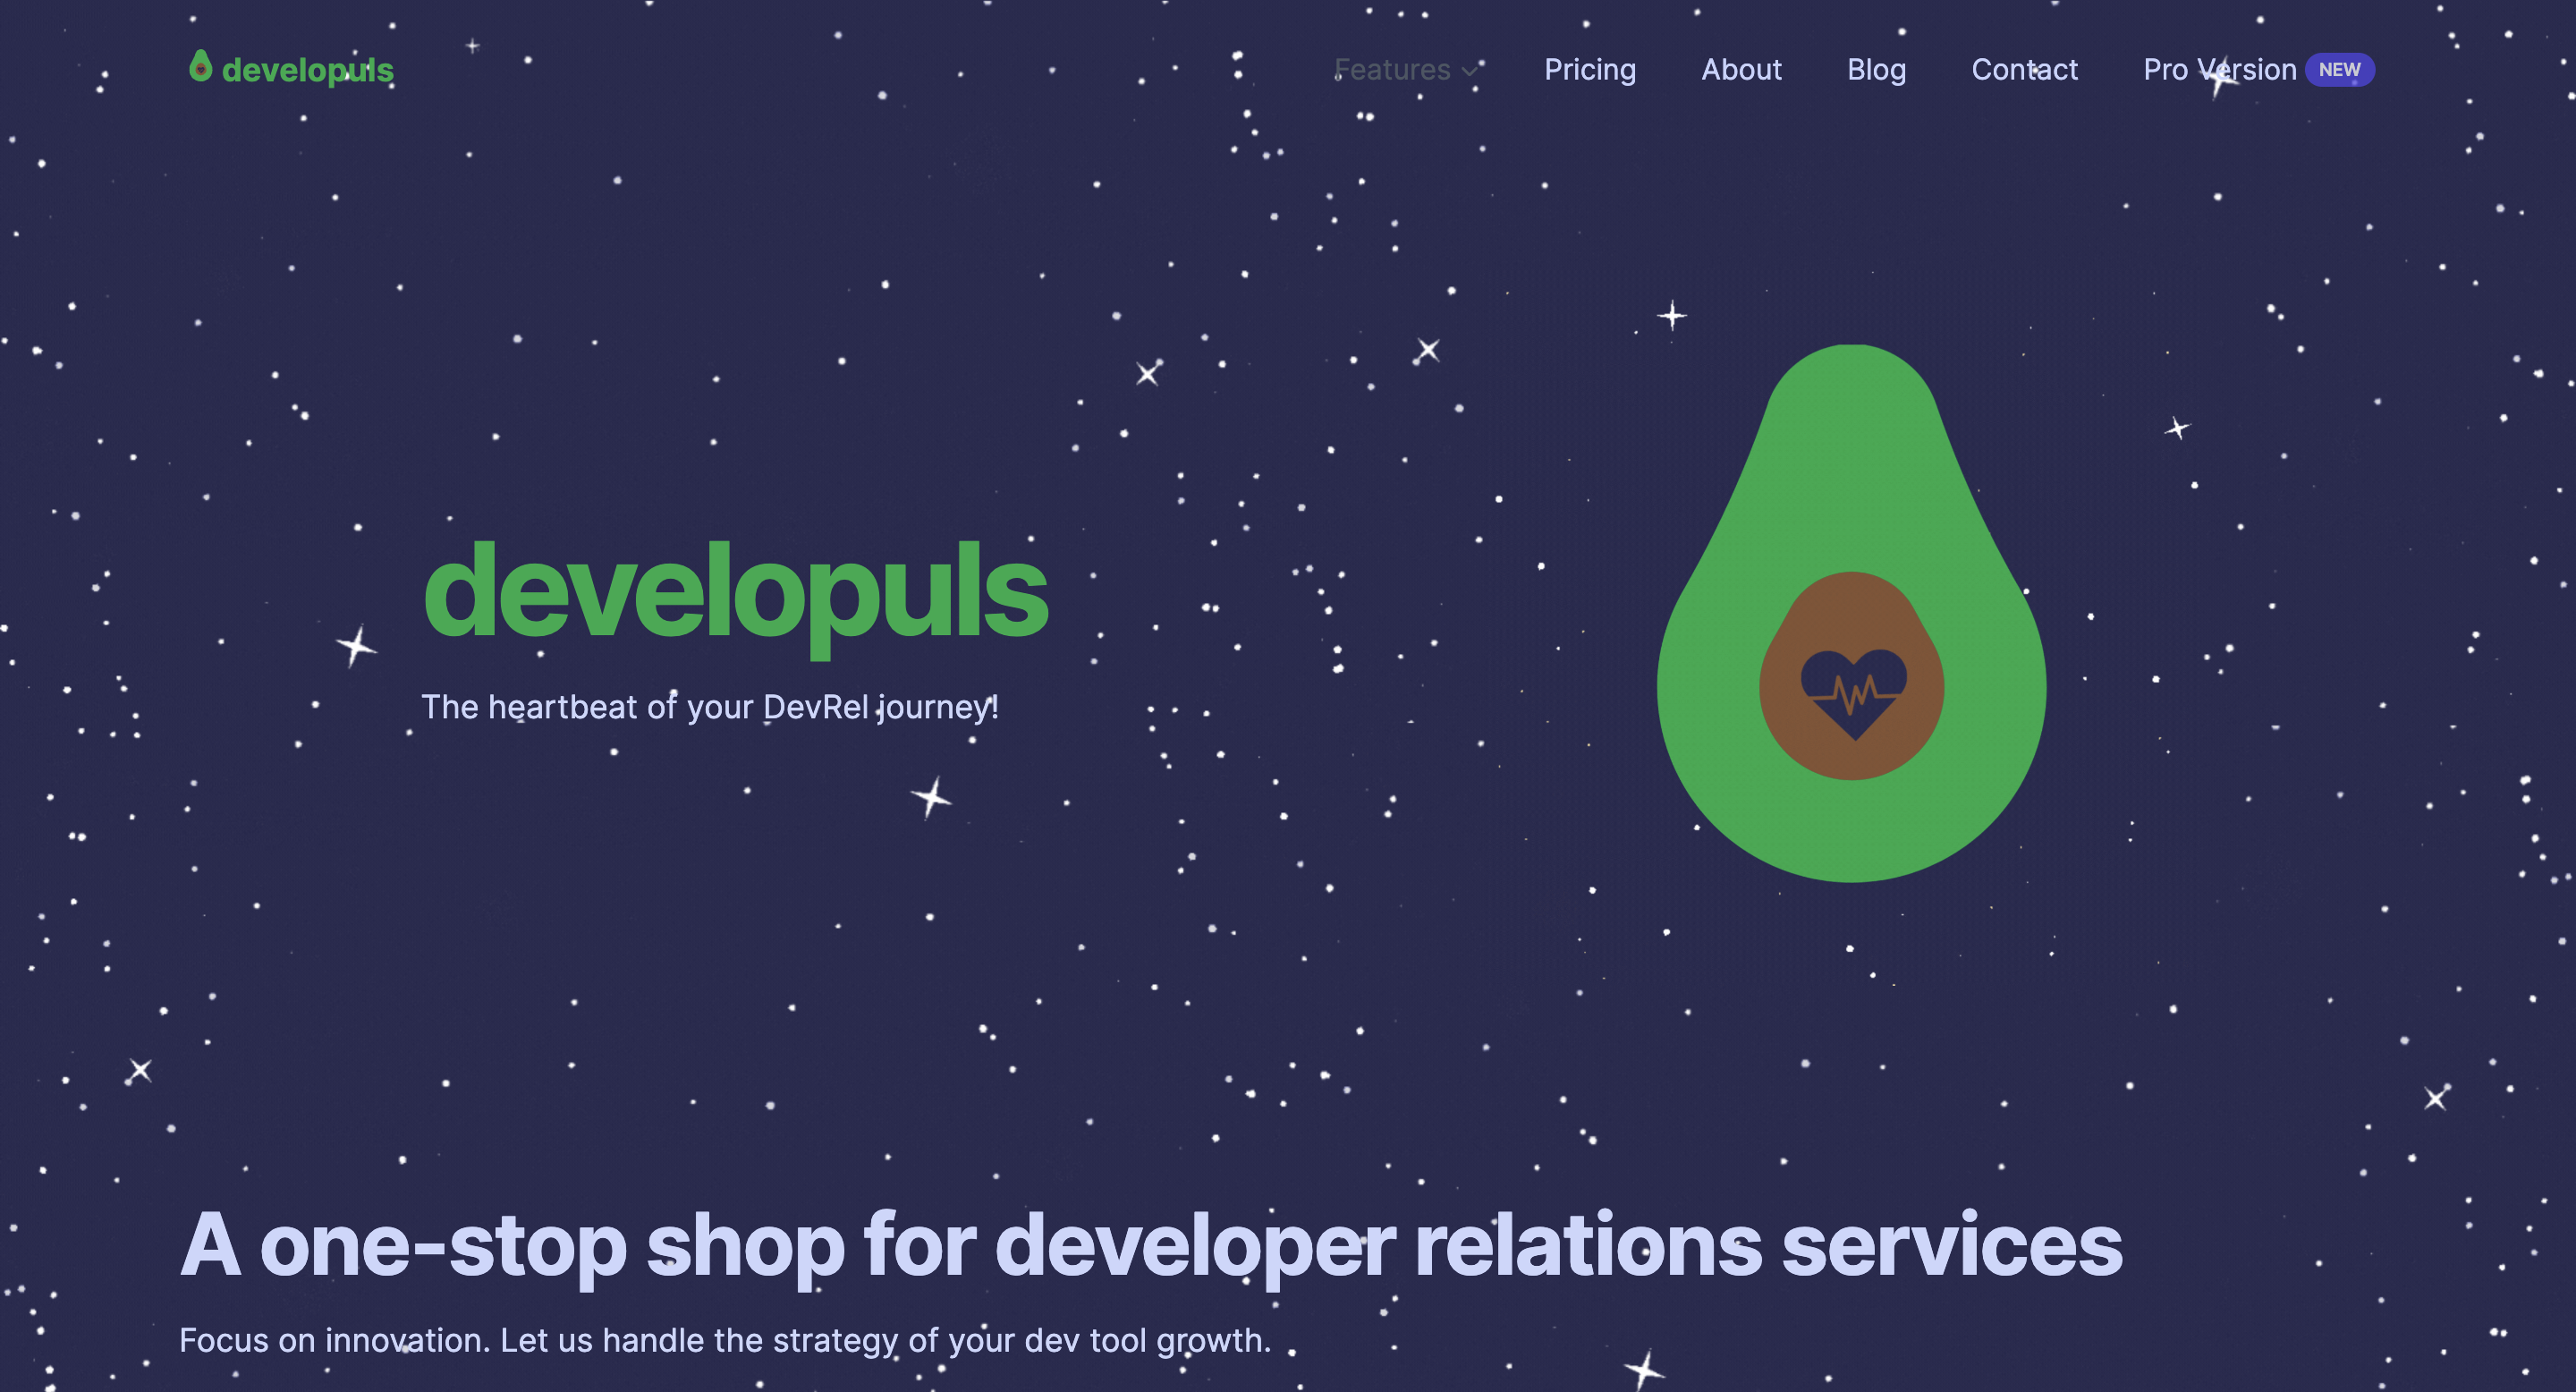 developuls
Features Pricing About Blog Contact Pro Version NEW
developuls
The heartbeat of your DevRel journey!
A one-stop shop for developer relations services
Focus on innovation. Let us handle the strategy of your dev tool growth.